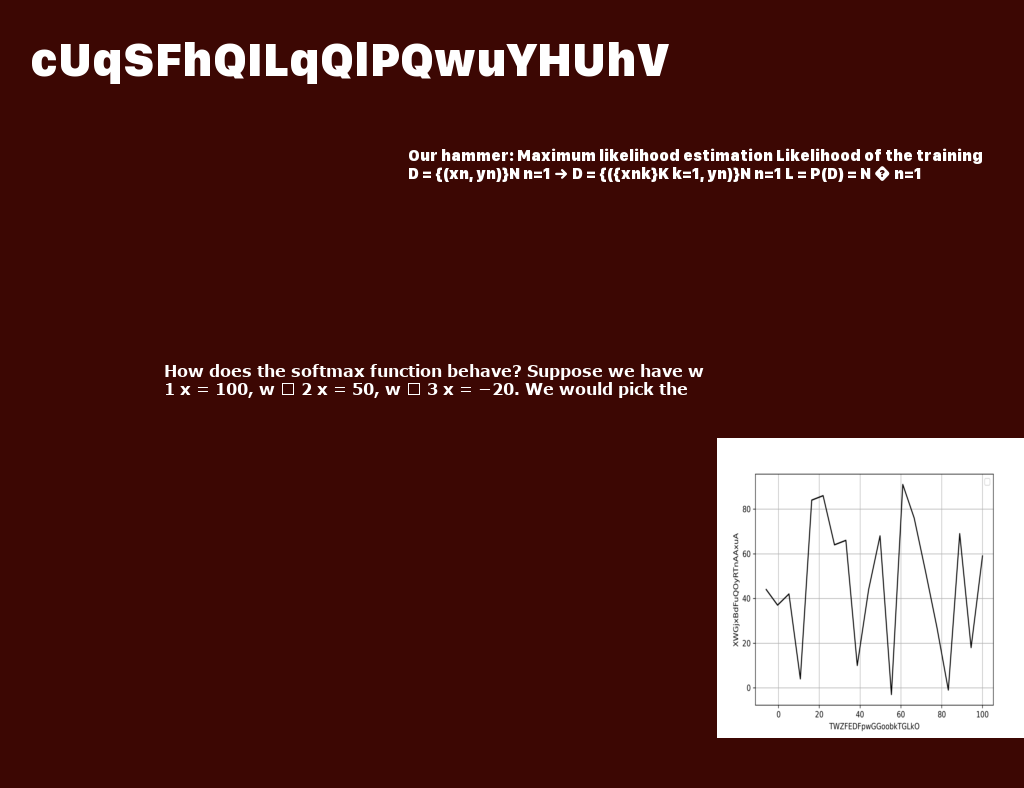 cUqSFhQILqQlPQwuYHUhV
Our hammer: Maximum likelihood estimation Likelihood of the training
D = {(xn, yn)}N n=1 → D = {({xnk}K k=1, yn)}N n=1 L = P(D) = N � n=1
How does the softmax function behave? Suppose we have w
1 x = 100, w □ 2 x = 50, w □ 3 x = −20. We would pick the
80
60
40
20
0
XWGjxBdFuQOyRTnAAxuA
0 20 40 60 80 100
TWZFEDFpwGGoobkTGLkO